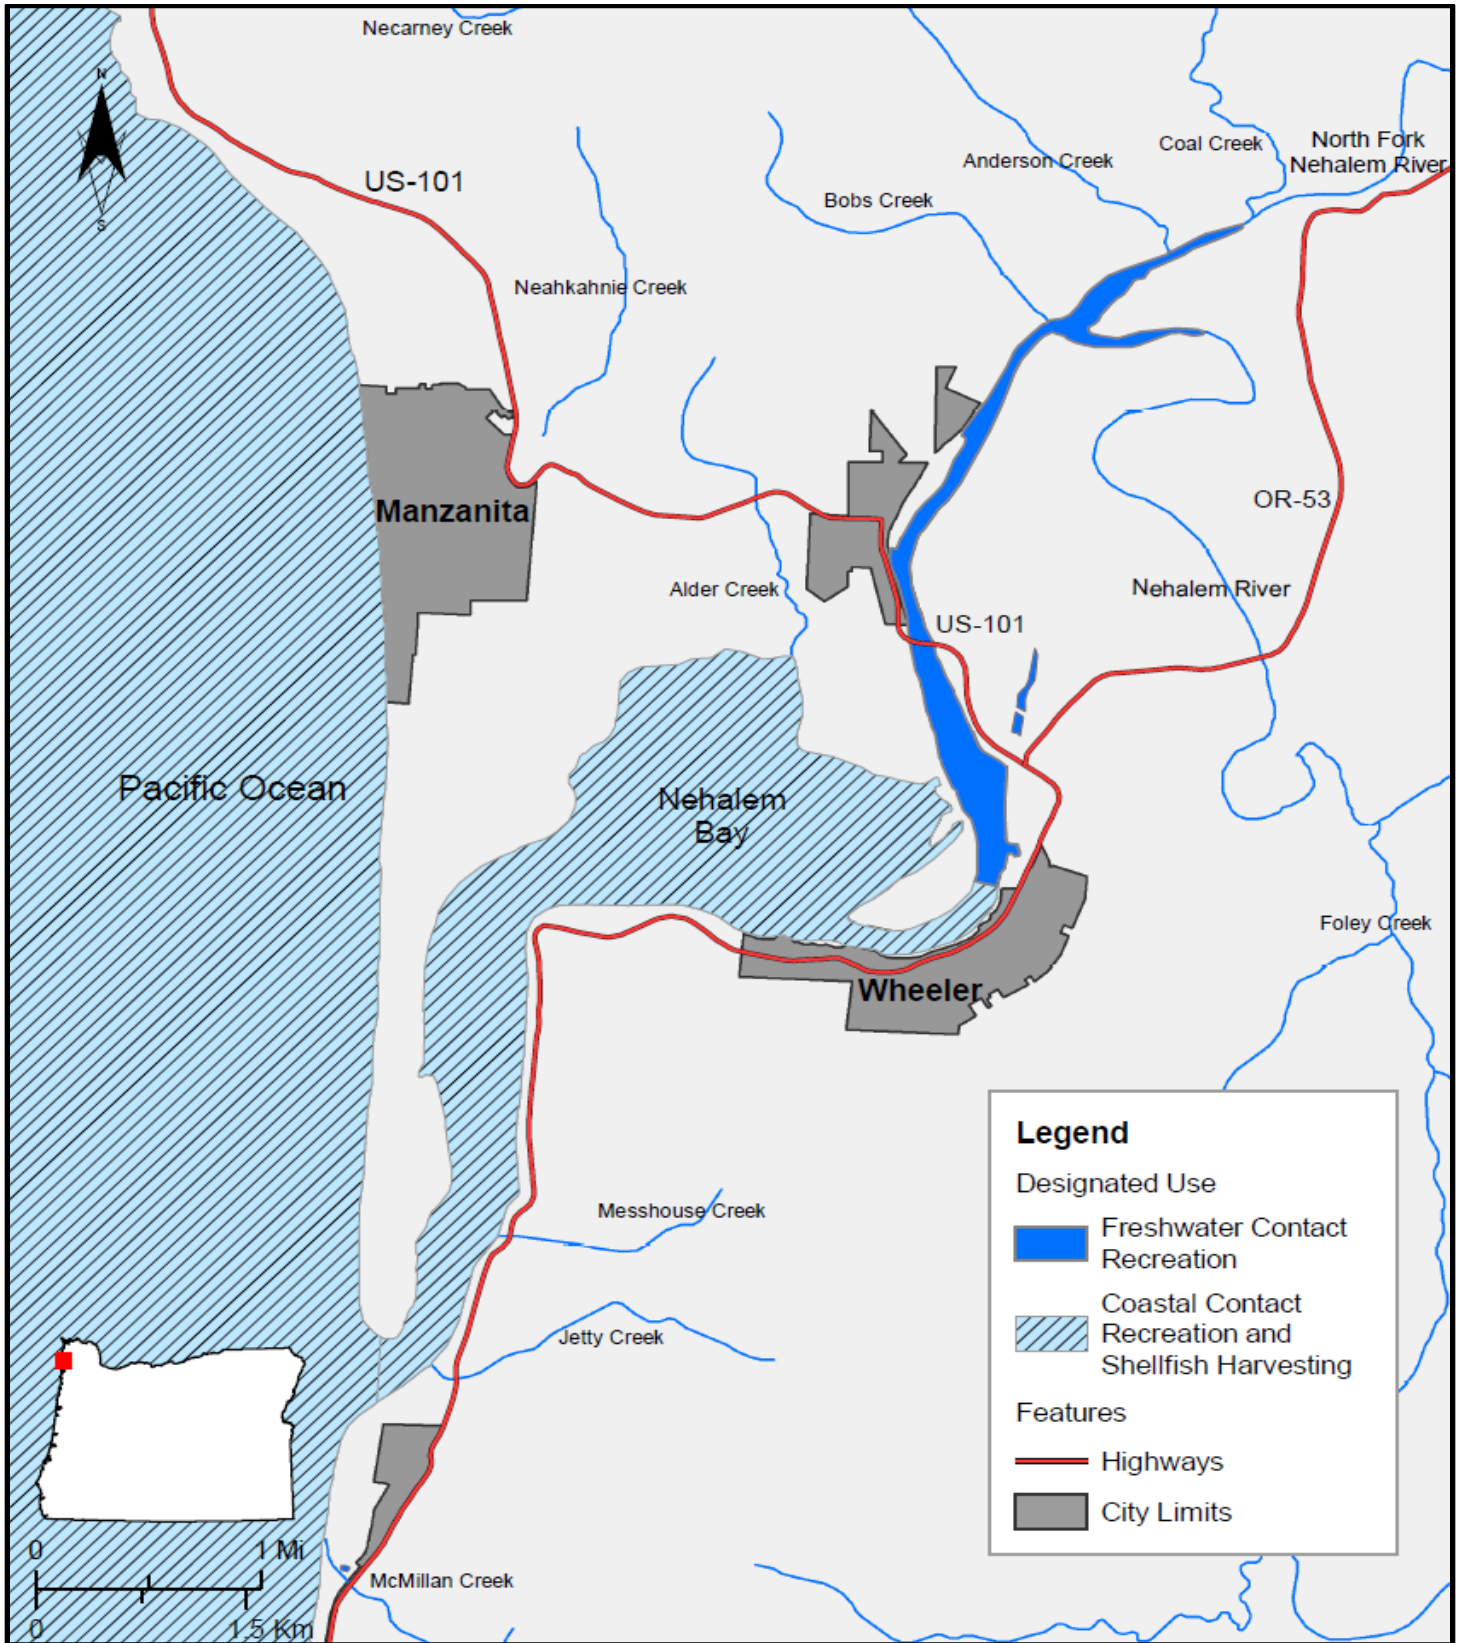 Necarney Creek
N
S
US-101
Coal Creek
North Fork
Nehalem River
Anderson Creek
Bobs Creek
Neahkahnie Creek
Manzanita
OR-53
Alder Creek
Nehalem River
US-101
Pacific Ocean
Nehalem
Bay
Foley Creek
Wheeler
Messhouse Creek
Jetty Creek
McMillan Creek
0
1 Mi
0
1.5 Km
Legend
Designated Use
Freshwater Contact
Recreation
Coastal Contact
Recreation and
Shellfish Harvesting
Features
Highways
City Limits